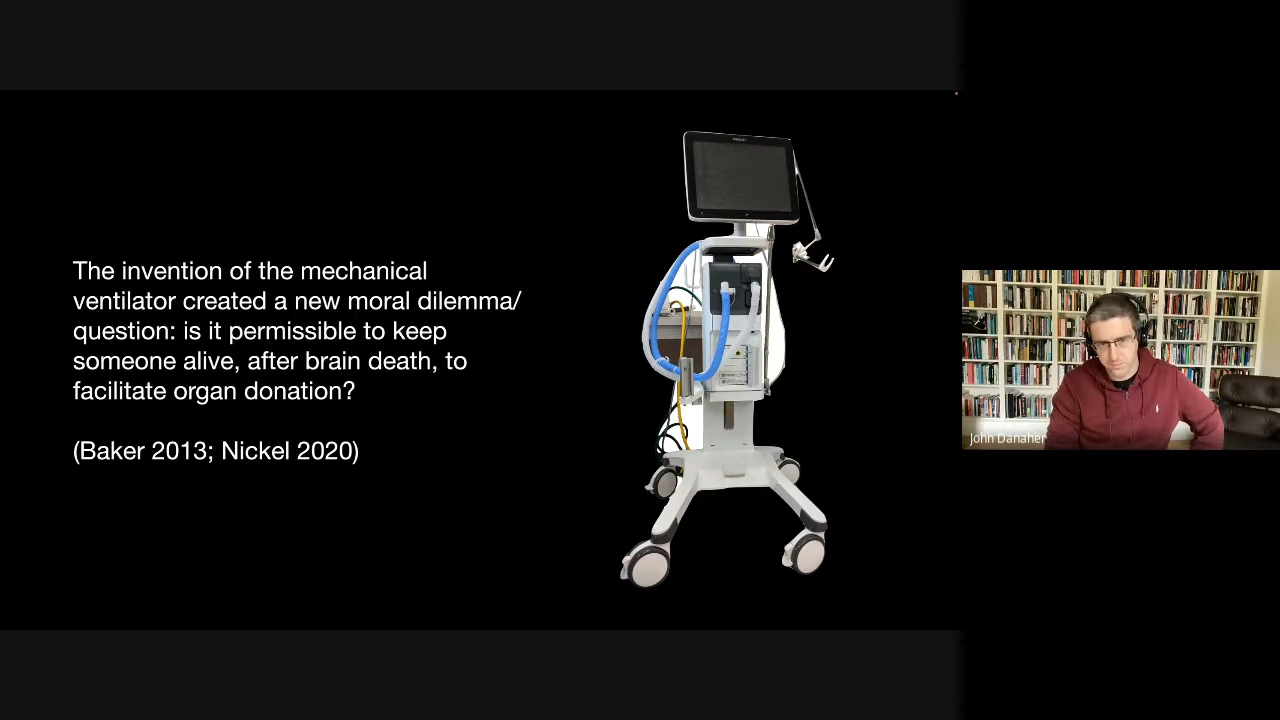 The invention of the mechanical
ventilator created a new moral dilemma/
question: is it permissible to keep
someone alive, after brain death, to
facilitate organ donation?
(Baker 2013; Nickel 2020)
John Danaher